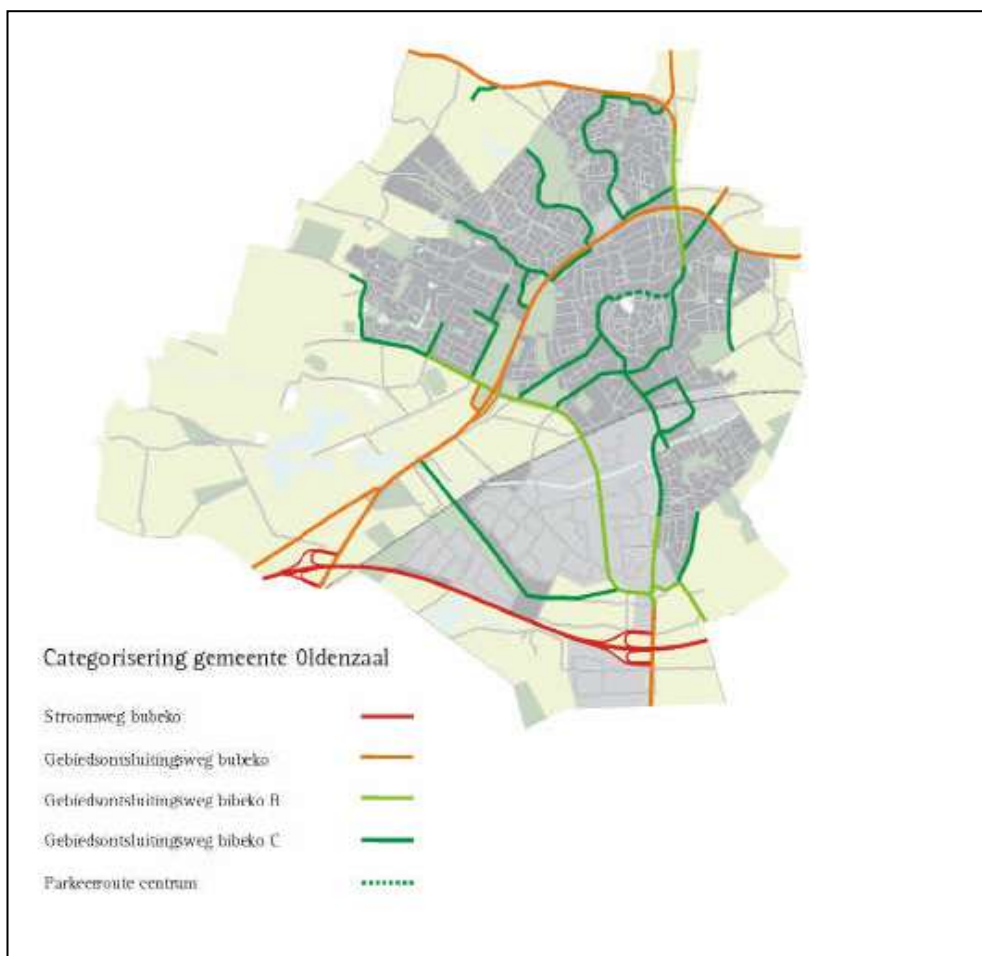 Categorisering gemeente Oldenzaal
Stroomweg bubeko
Gebiedsontsluitingsweg bubeko
Gebiedsontsluitingsweg bibeko B
Gebiedsontsluitingsweg bibeko C
Parkeerroute centrum